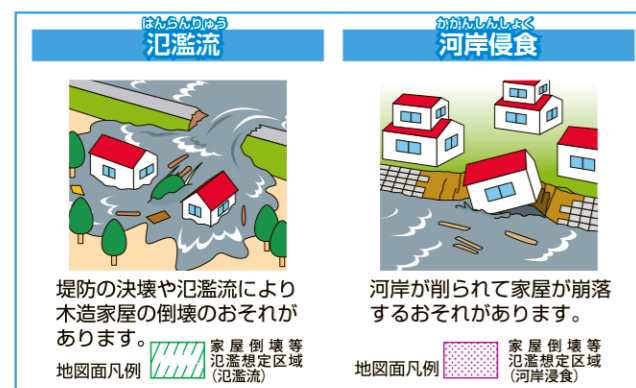 はんらんりゅう
氾濫流
堤防の決壊や氾濫流により
木造家屋の倒壊のおそれが
あります。
地図面凡例
家屋倒壊等
氾濫想定区域
(氾濫流)
かがんしんしょく
河岸侵食
河岸が削られて家屋が崩落
するおそれがあります。
地図面凡例
家屋倒壊等
氾濫想定区域
(河岸侵食)